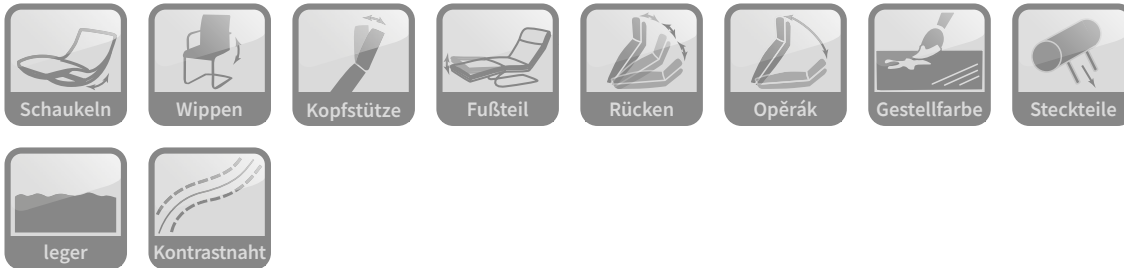 Schaukeln
Wippen
Kopfstütze
Fußteil
Rücken
Opěrák
Gestellfarbe
Steckteile
leger
Kontrastnaht